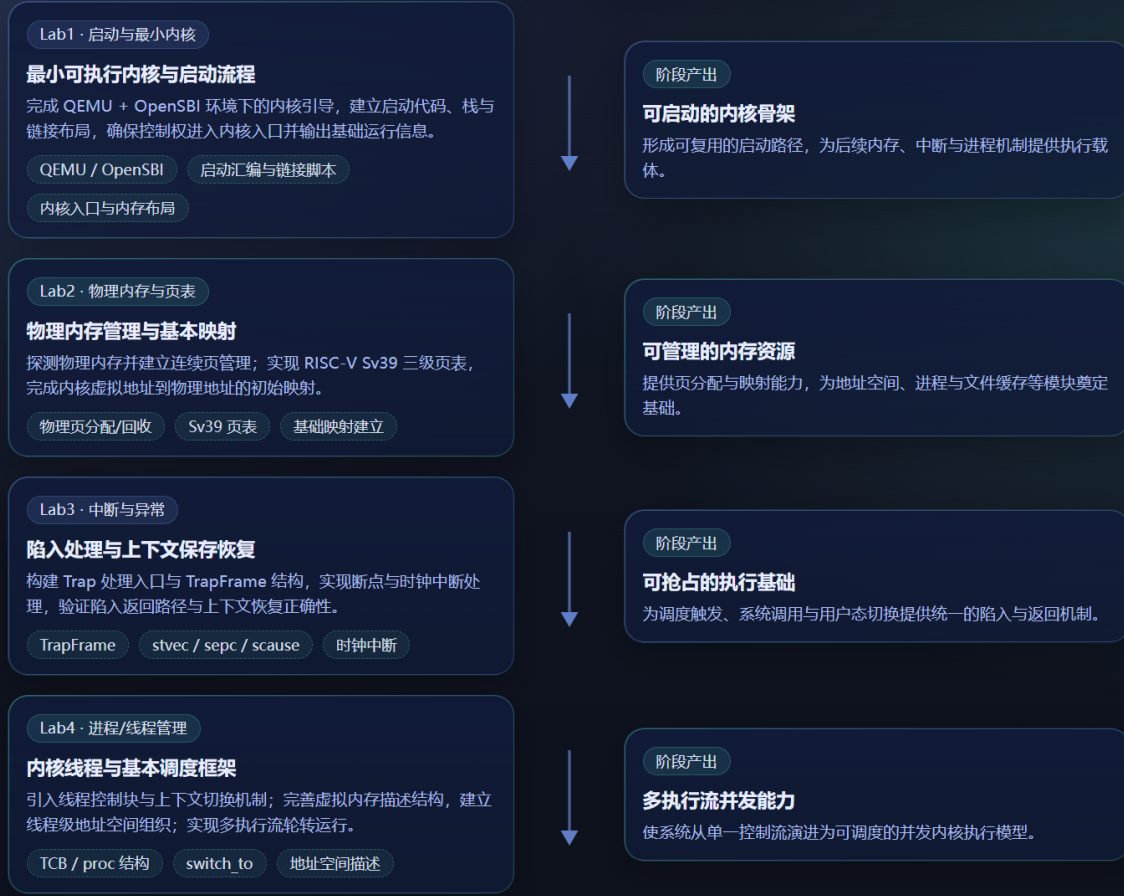 Lab1 · 启动与最小内核
最小可执行内核与启动流程
完成 QEMU + OpenSBI 环境下的内核引导，建立启动代码、栈与
链接布局，确保控制权进入内核入口并输出基础运行信息。
QEMU / OpenSBI
启动汇编与链接脚本
内核入口与内存布局
阶段产出
可启动的内核骨架
形成可复用的启动路径，为后续内存、中断与进程机制提供执行载
体。
Lab2 · 物理内存与页表
物理内存管理与基本映射
探测物理内存并建立连续页管理；实现 RISC-V Sv39 三级页表，
完成内核虚拟地址到物理地址的初始映射。
物理页分配/回收
Sv39 页表
基础映射建立
阶段产出
可管理的内存资源
提供页分配与映射能力，为地址空间、进程与文件缓存等模块奠定
基础。
Lab3 · 中断与异常
陷入处理与上下文保存恢复
构建 Trap 处理入口与 TrapFrame 结构，实现断点与时钟中断处
理，验证陷入返回路径与上下文恢复正确性。
TrapFrame
stvec / sepc / scause
时钟中断
阶段产出
可抢占的执行基础
为调度触发、系统调用与用户态切换提供统一的陷入与返回机制。
Lab4 · 进程/线程管理
内核线程与基本调度框架
引入线程控制块与上下文切换机制；完善虚拟内存描述结构，建立
线程级地址空间组织；实现多执行流轮转运行。
TCB / proc 结构
switch_to
地址空间描述
阶段产出
多执行流并发能力
使系统从单一控制流演进为可调度的并发内核执行模型。